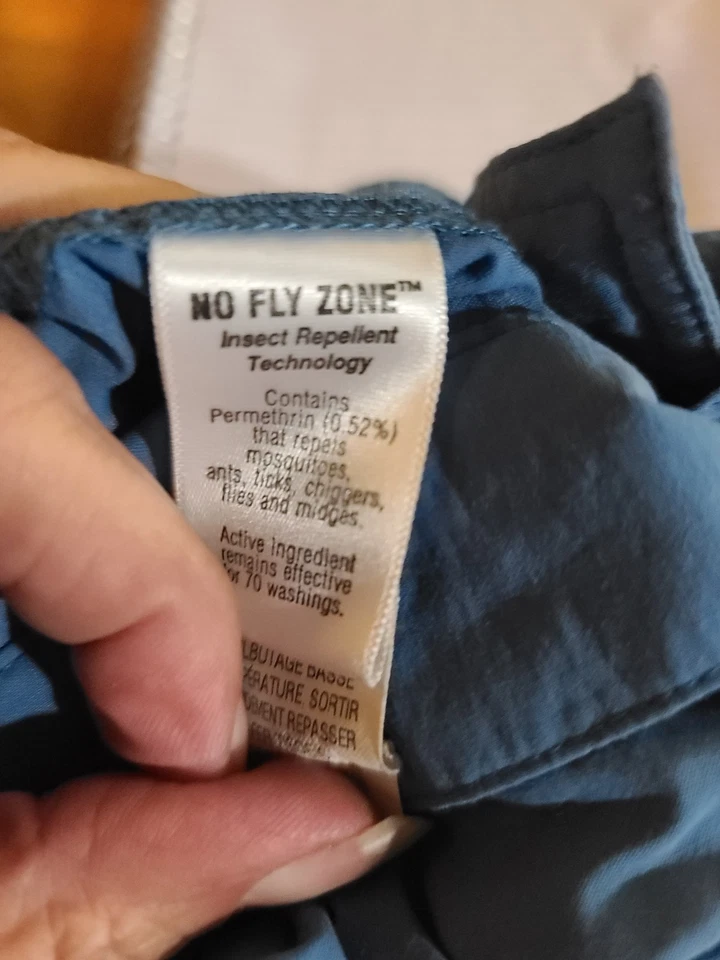 NO FLY ZONE™
Insect Repellent
Technology
Contains
Permethrin (0.52%)
that repels
mosquitoes,
ants, ticks, chiggers,
flies and midges.
Active ingredient
remains effective
for 70 washings.
BASSE
SORTIR
REPASSER